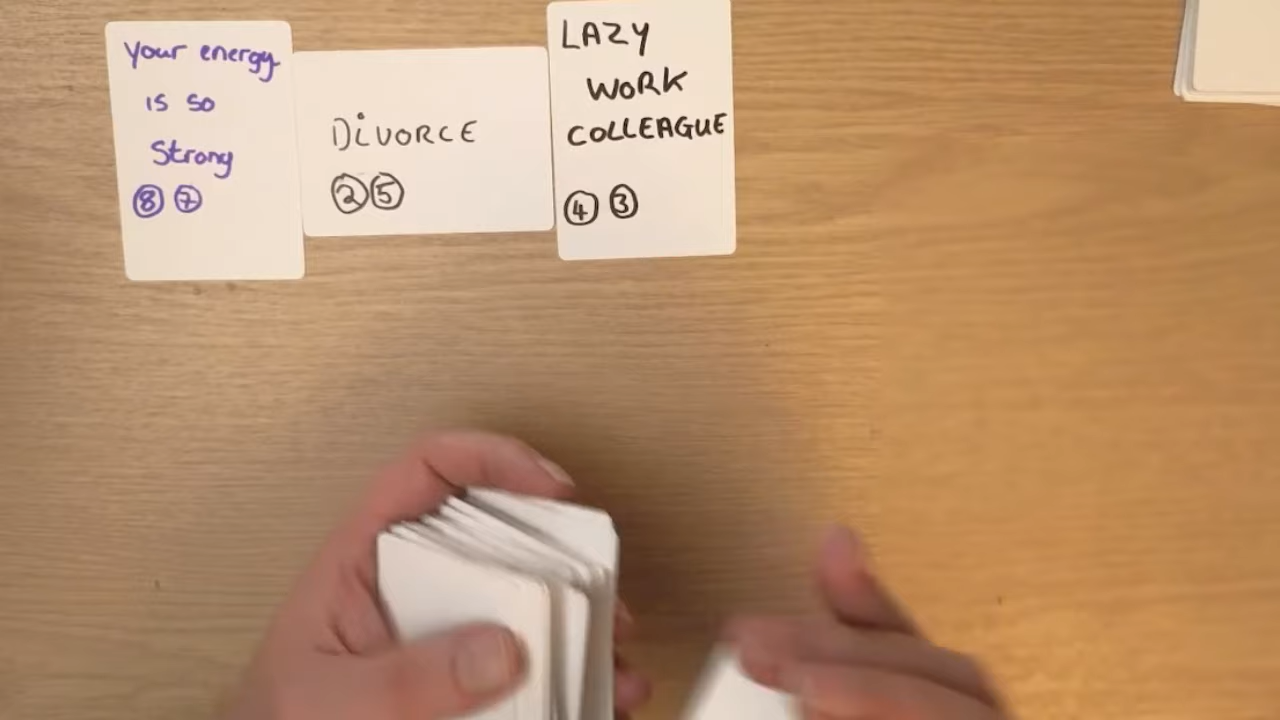 Your energy
is so
Strong
⑧ ⑦
DiVORCE
② ⑤
LAZY
WORK
COLLEAGUE
④ ③